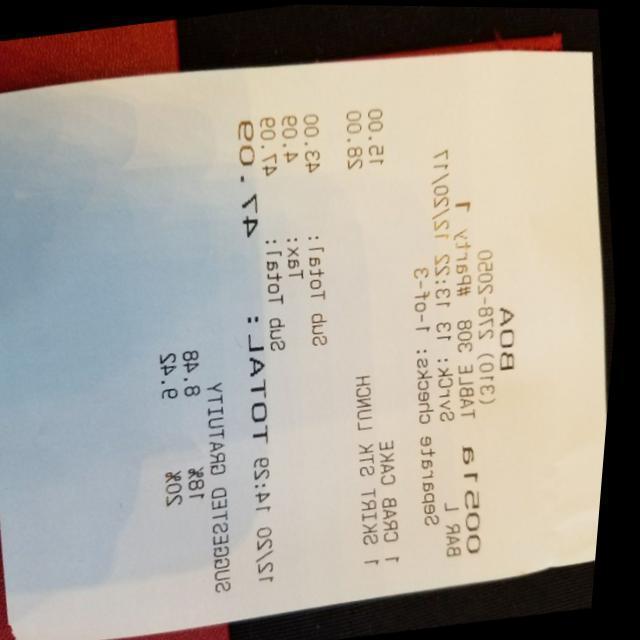 BOA
(310) 278-2050
0051a TABLE 308 #Party 1
BAR L SvrCk: 13 13:22 12/20/17
Separate checks: 1-of-3
1 CRAB CAKE 15.00
1 SKIRT STK LUNCH 28.00
Sub Total: 43.00
Tax: 4.09
Sub Total: 47.09
12/20 14:29 TOTAL: 47.09
SUGGESTED GRATUITY
18% 8.48
20% 9.42